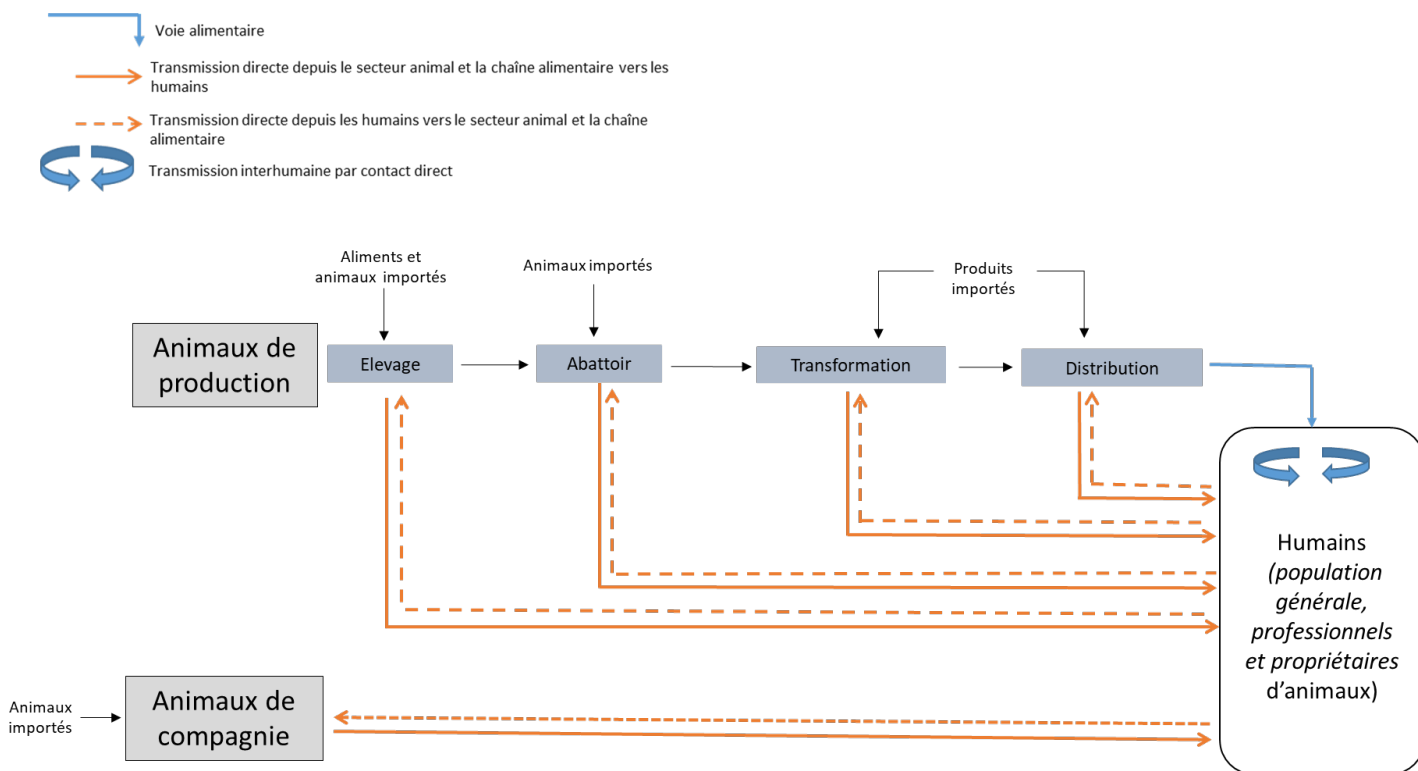 Voie alimentaire
Transmission directe depuis le secteur animal et la chaîne alimentaire vers les
humains
Transmission directe depuis les humains vers le secteur animal et la chaîne
alimentaire
Transmission interhumaine par contact direct
Aliments et
animaux importés
Animaux importés
Produits
importés
Animaux de
production
Elevage
Abattoir
Transformation
Distribution
Humains
(population
générale,
professionnels
et propriétaires
d'animaux)
Animaux
importés
Animaux de
compagnie